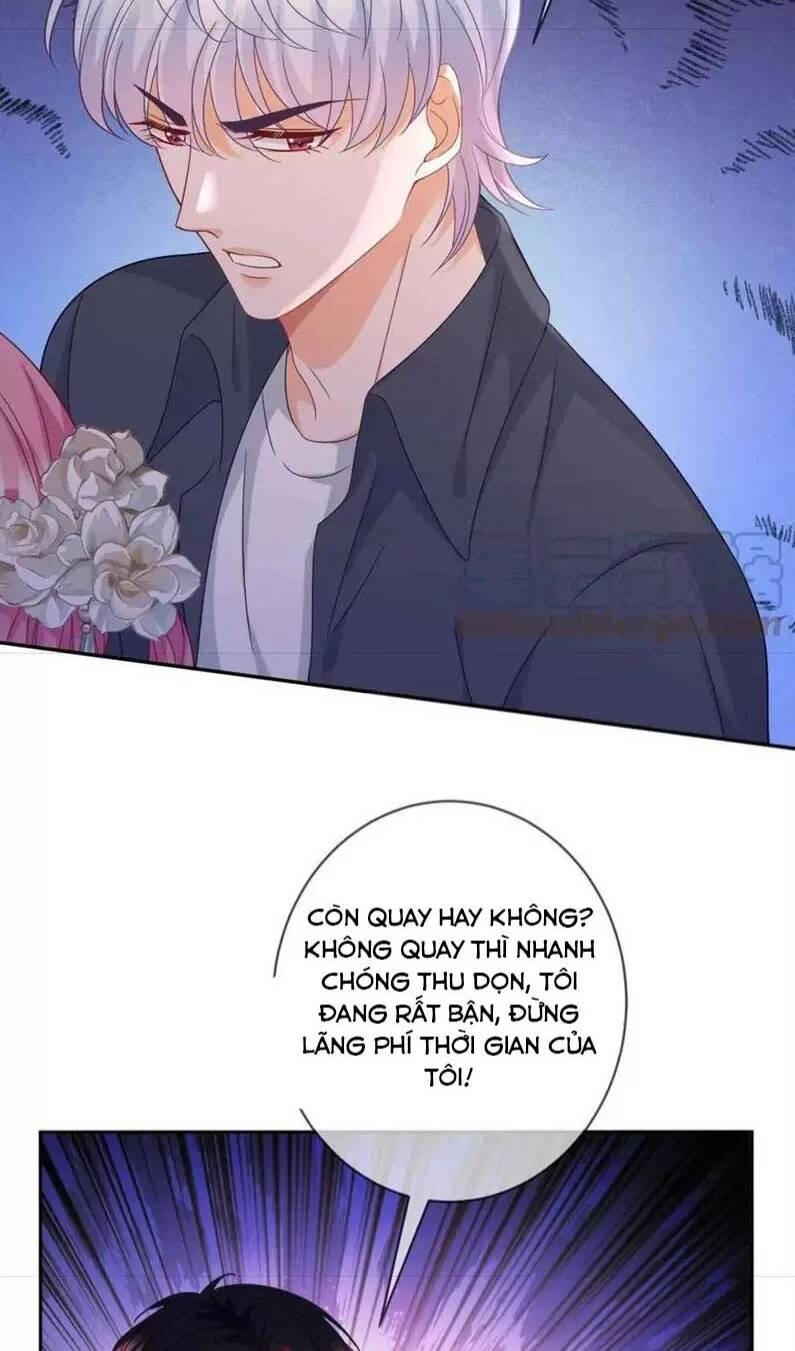 CÒN QUAY HAY KHÔNG?
KHÔNG QUAY THÌ NHANH
CHÓNG THU DỌN, TÔI
ĐANG RẤT BẬN, ĐỪNG
LÃNG PHÍ THỜI GIAN CỦA
TÔI!